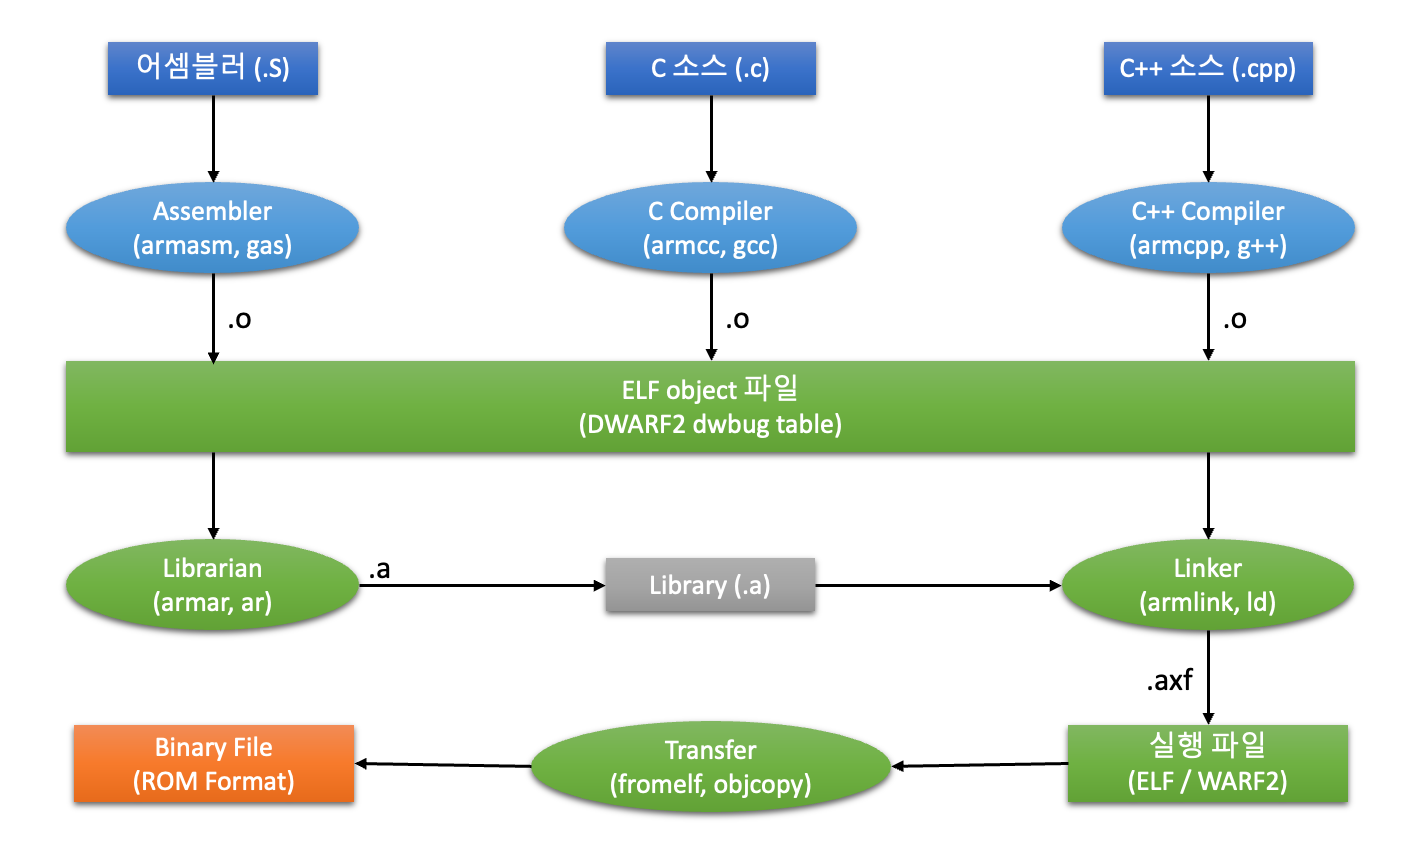 어셈블러 (.S)
C 소스 (.c)
C++ 소스 (.cpp)
Assembler
(armasm, gas)
C Compiler
(armcc, gcc)
C++ Compiler
(armcpp, g++)
.o
.o
.o
ELF object 파일
(DWARF2 dwbug table)
Librarian
(armar, ar)
.a
Library (.a)
Linker
(armlink, ld)
.axf
Binary File
(ROM Format)
Transfer
(fromelf, objcopy)
실행 파일
(ELF / WARF2)